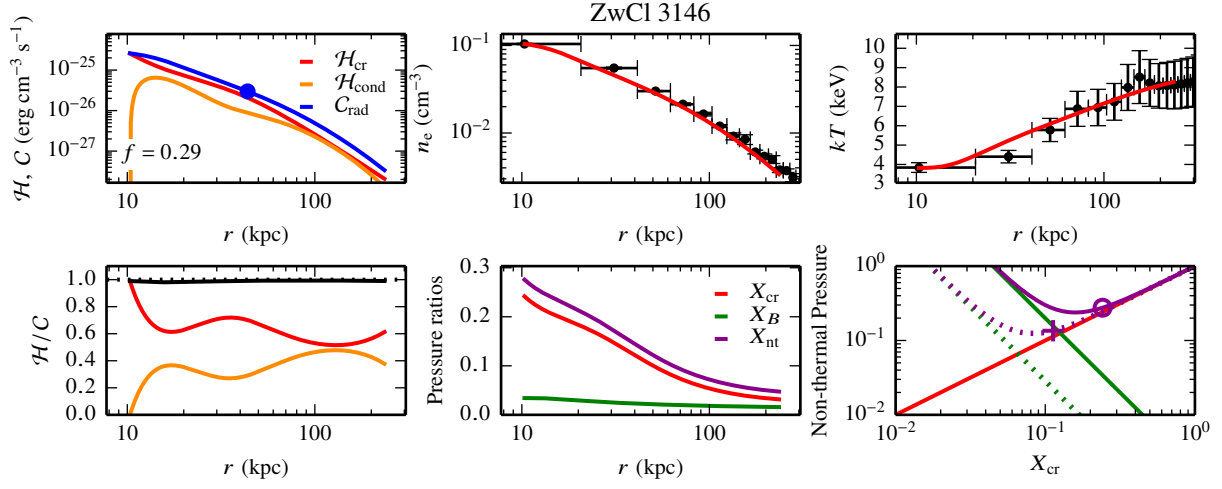 ZwCl 3146
ℋ, 𝒞 (erg cm⁻³ s⁻¹)
10⁻²⁵
10⁻²⁶
10⁻²⁷
ℋcr
ℋcond
𝒞rad
f = 0.29
10
100
r (kpc)
nₑ (cm⁻³)
10⁻¹
10⁻²
10
100
r (kpc)
kT (keV)
10
9
8
7
6
5
4
3
10
100
r (kpc)
ℋ/𝒞
1.0
0.8
0.6
0.4
0.2
0.0
10
100
r (kpc)
Pressure ratios
0.3
0.2
0.1
0.0
Xcr
XB
Xnt
10
100
r (kpc)
Non-thermal Pressure
10⁰
10⁻¹
10⁻²
10⁻²
10⁻¹
10⁰
Xcr